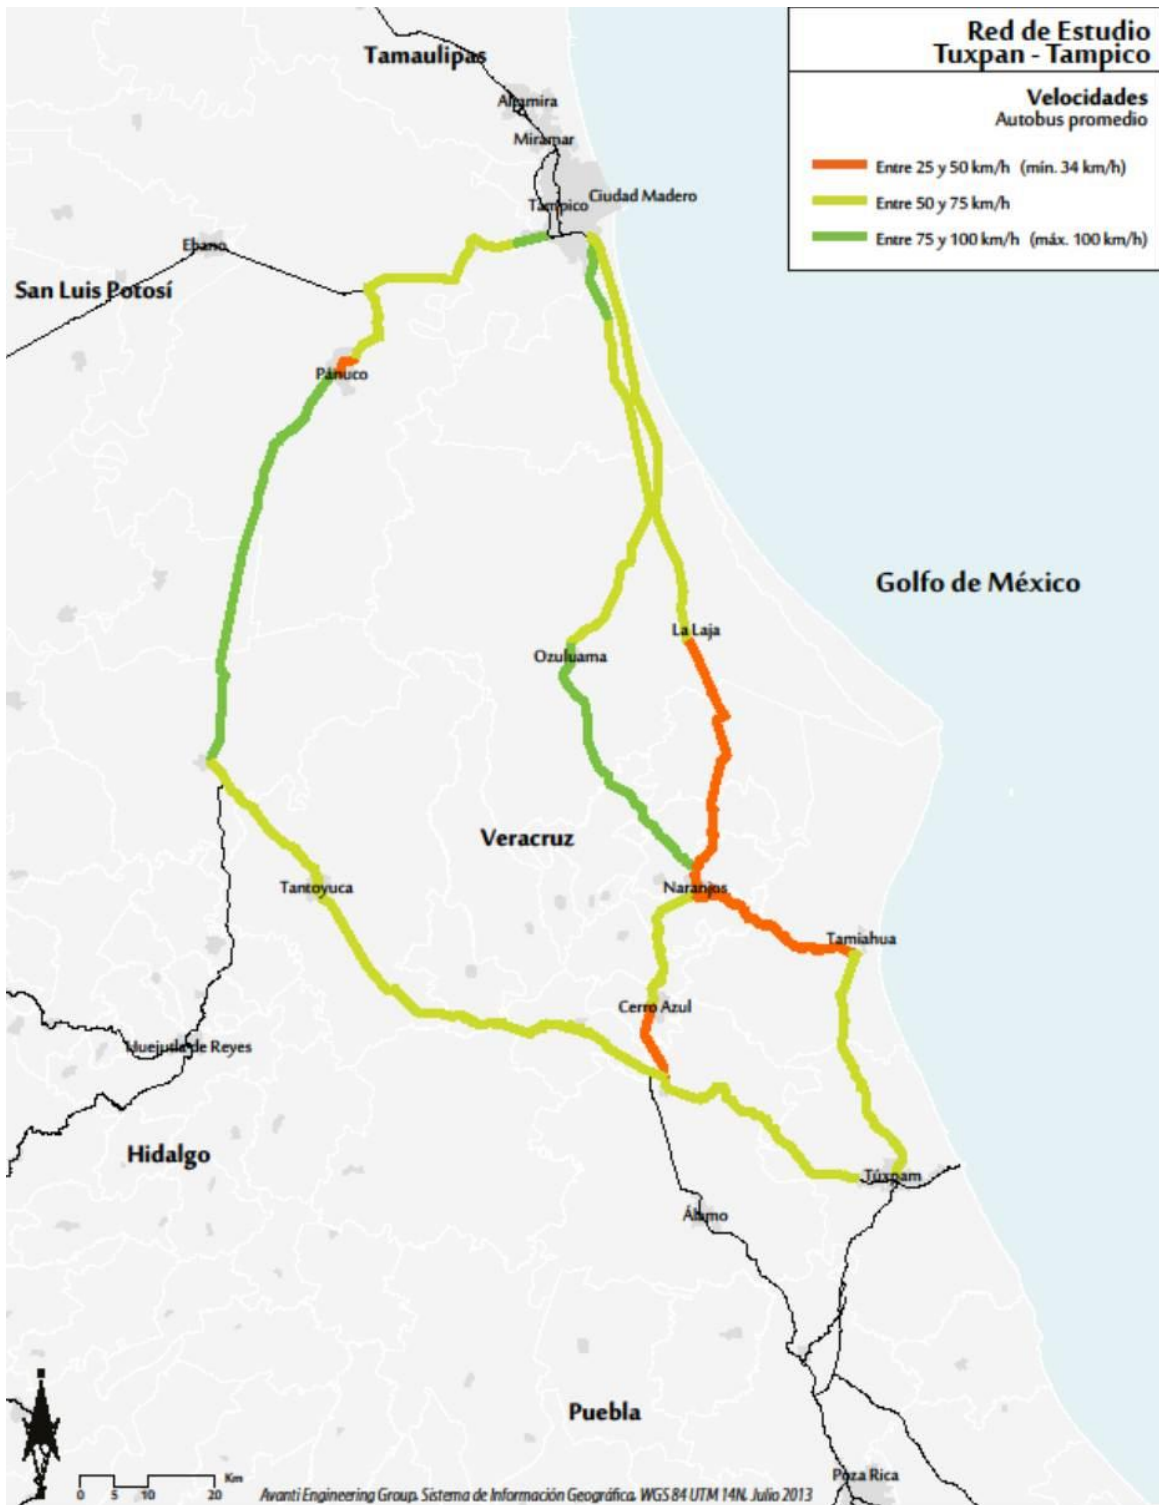 Red de Estudio
Tuxpan - Tampico
Velocidades
Autobus promedio
Entre 25 y 50 km/h (mín. 34 km/h)
Entre 50 y 75 km/h
Entre 75 y 100 km/h (máx. 100 km/h)
Tamaulipas
Altamira
Miramar
Ciudad Madero
Tampico
Ebano
San Luis Potosí
Pánuco
Golfo de México
La Laja
Ozuluama
Veracruz
Tantoyuca
Naranjos
Tamiahua
Cerro Azul
Huejutla de Reyes
Hidalgo
Túxpam
Álamo
Puebla
Poza Rica
Km
0 5 10 20
Avanti Engineering Group. Sistema de Información Geográfica. WGS 84 UTM 14N. Julio 2013